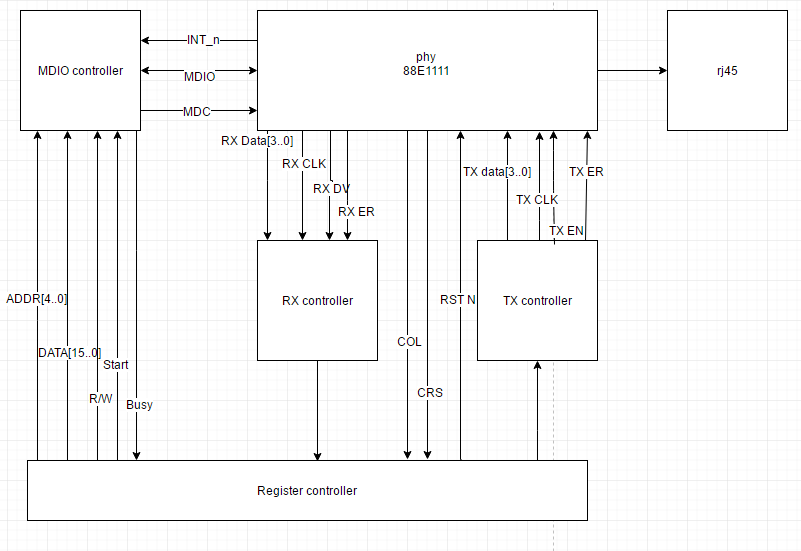 INT_n
MDIO controller
MDIO
MDC
phy
88E1111
rj45
RX Data[3..0]
RX CLK
RX DV
RX ER
TX data[3..0]
TX ER
TX CLK
TX EN
ADDR[4..0]
RX controller
RST N
TX controller
COL
DATA[15..0]
Start
CRS
R/W
Busy
Register controller